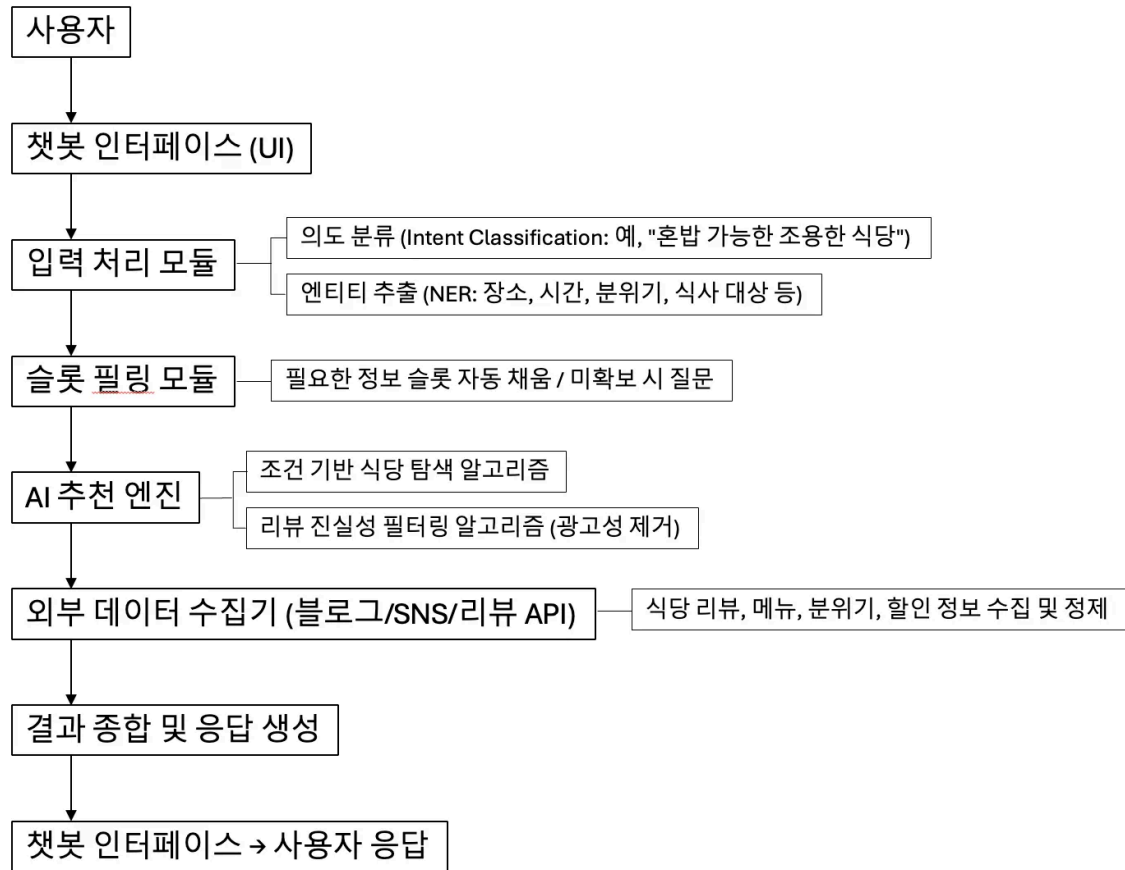 사용자
챗봇 인터페이스 (UI)
입력 처리 모듈
의도 분류 (Intent Classification: 예, "혼밥 가능한 조용한 식당")
엔티티 추출 (NER: 장소, 시간, 분위기, 식사 대상 등)
슬롯 필링 모듈
필요한 정보 슬롯 자동 채움 / 미확보 시 질문
AI 추천 엔진
조건 기반 식당 탐색 알고리즘
리뷰 진실성 필터링 알고리즘 (광고성 제거)
외부 데이터 수집기 (블로그/SNS/리뷰 API)
식당 리뷰, 메뉴, 분위기, 할인 정보 수집 및 정제
결과 종합 및 응답 생성
챗봇 인터페이스 → 사용자 응답